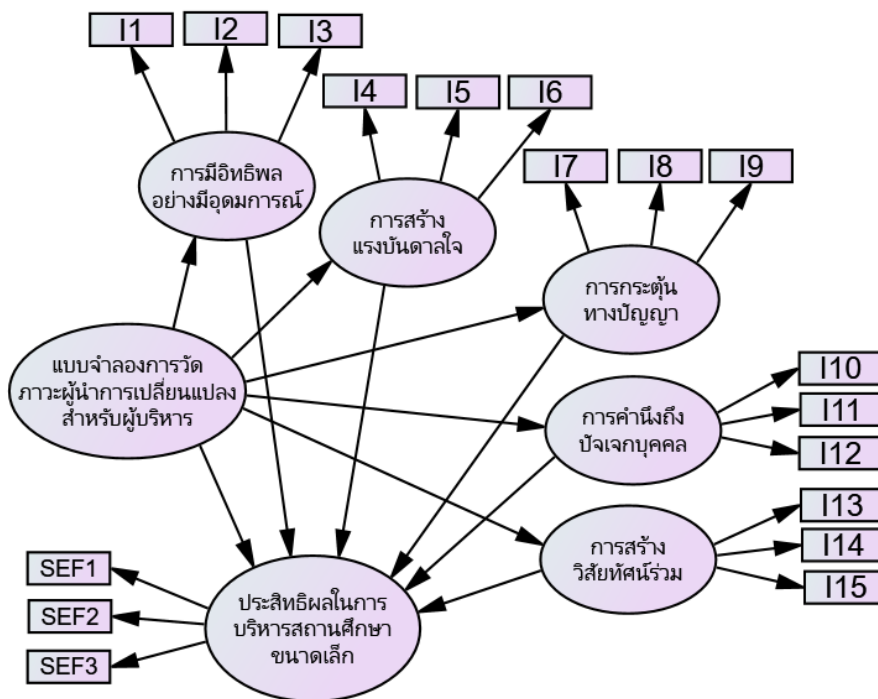 I1
I2
I3
I4
I5
I6
การมีอิทธิพล
อย่างมีอุดมการณ์
การสร้าง
แรงบันดาลใจ
I7
I8
I9
การกระตุ้น
ทางปัญญา
แบบจำลองการวัด
ภาวะผู้นำการเปลี่ยนแปลง
สำหรับผู้บริหาร
การคำนึงถึง
ปัจเจกบุคคล
I10
I11
I12
การสร้าง
วิสัยทัศน์ร่วม
I13
I14
I15
SEF1
SEF2
SEF3
ประสิทธิผลในการ
บริหารสถานศึกษา
ขนาดเล็ก